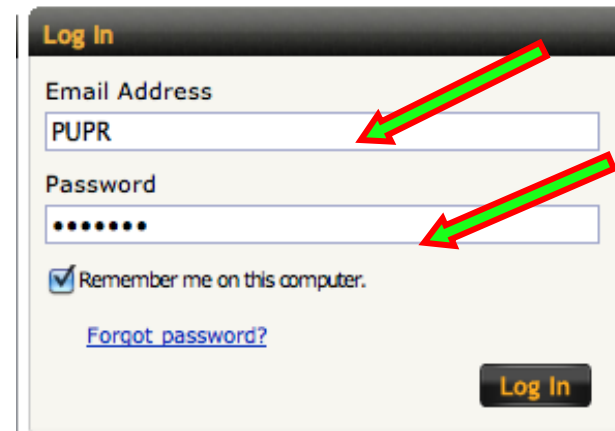 Log In
Email Address
PUPR
Password
•••••••
Remember me on this computer.
Forgot password?
Log In